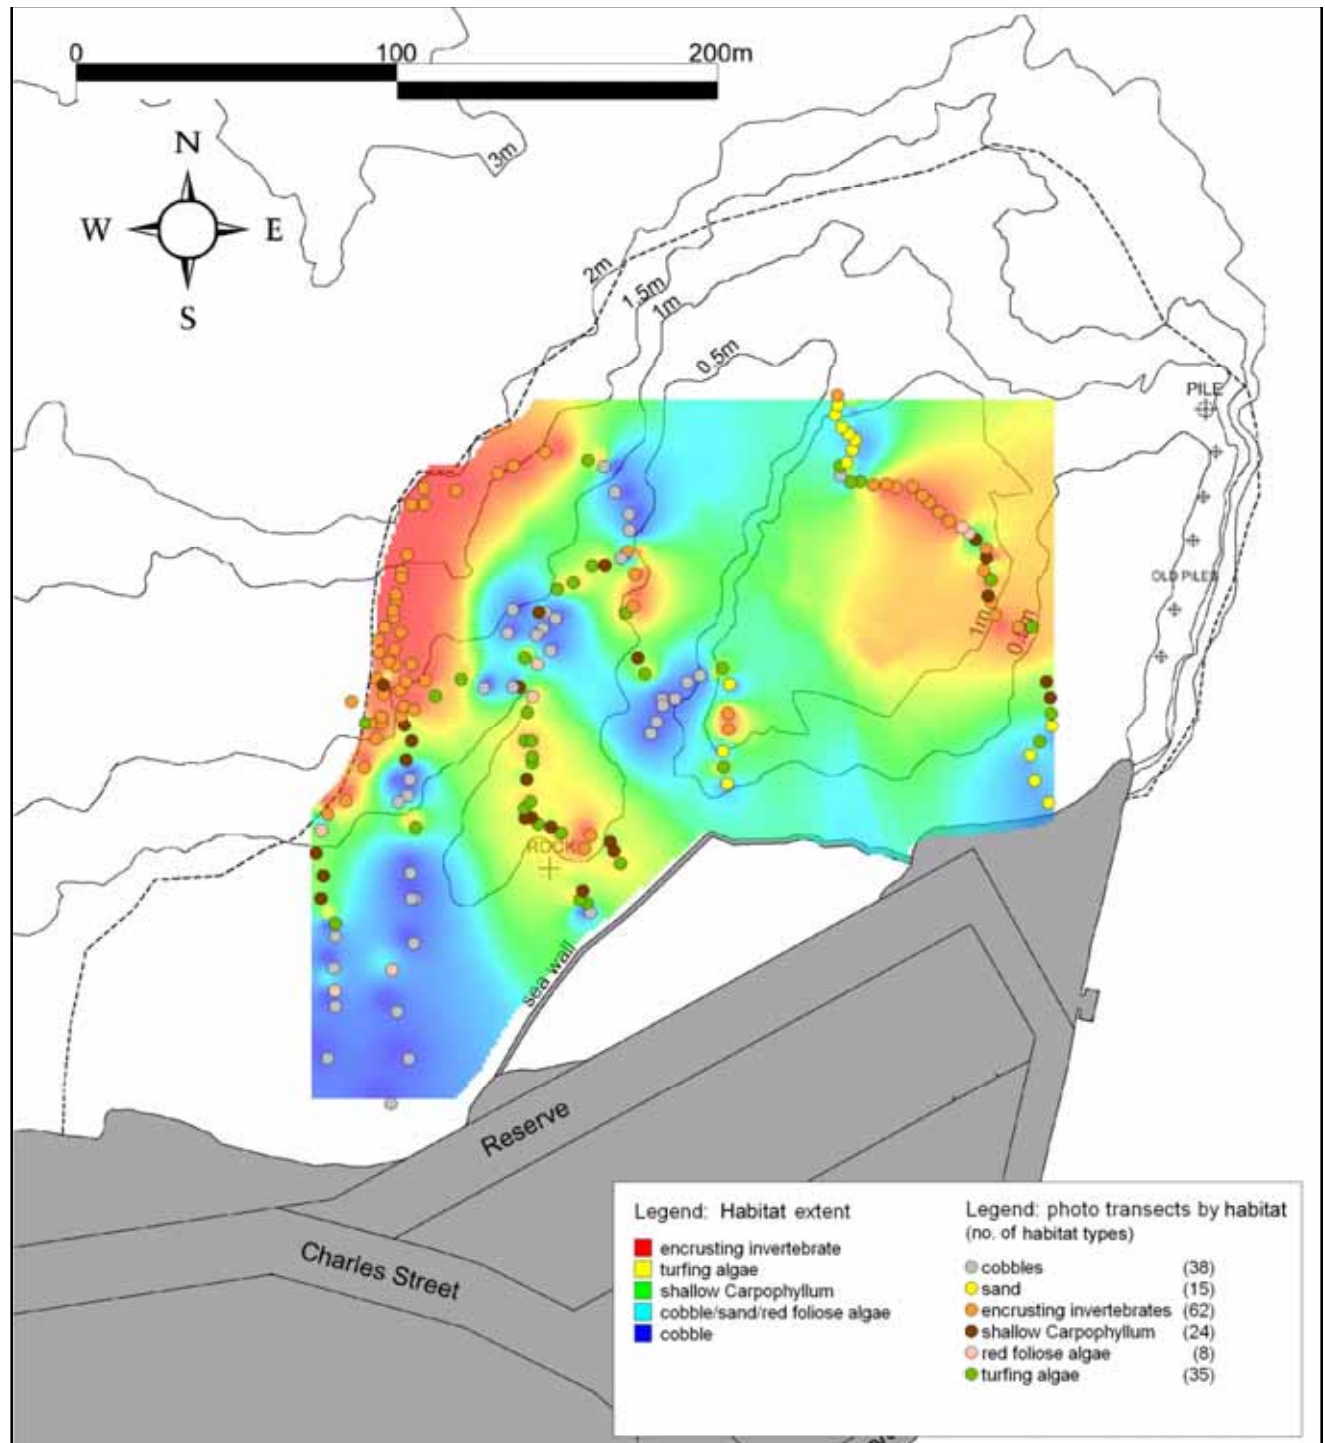 0 100 200m
N
W E
S
3m
2m
1.5m
1m
0.5m
PILE
OLD PILES
1m
ROCK
sea wall
Reserve
Charles Street
Legend: Habitat extent
encrusting invertebrate
turfing algae
shallow Carpophyllum
cobble/sand/red foliose algae
cobble
Legend: photo transects by habitat
(no. of habitat types)
cobbles (38)
sand (15)
encrusting invertebrates (62)
shallow Carpophyllum (24)
red foliose algae (8)
turfing algae (35)